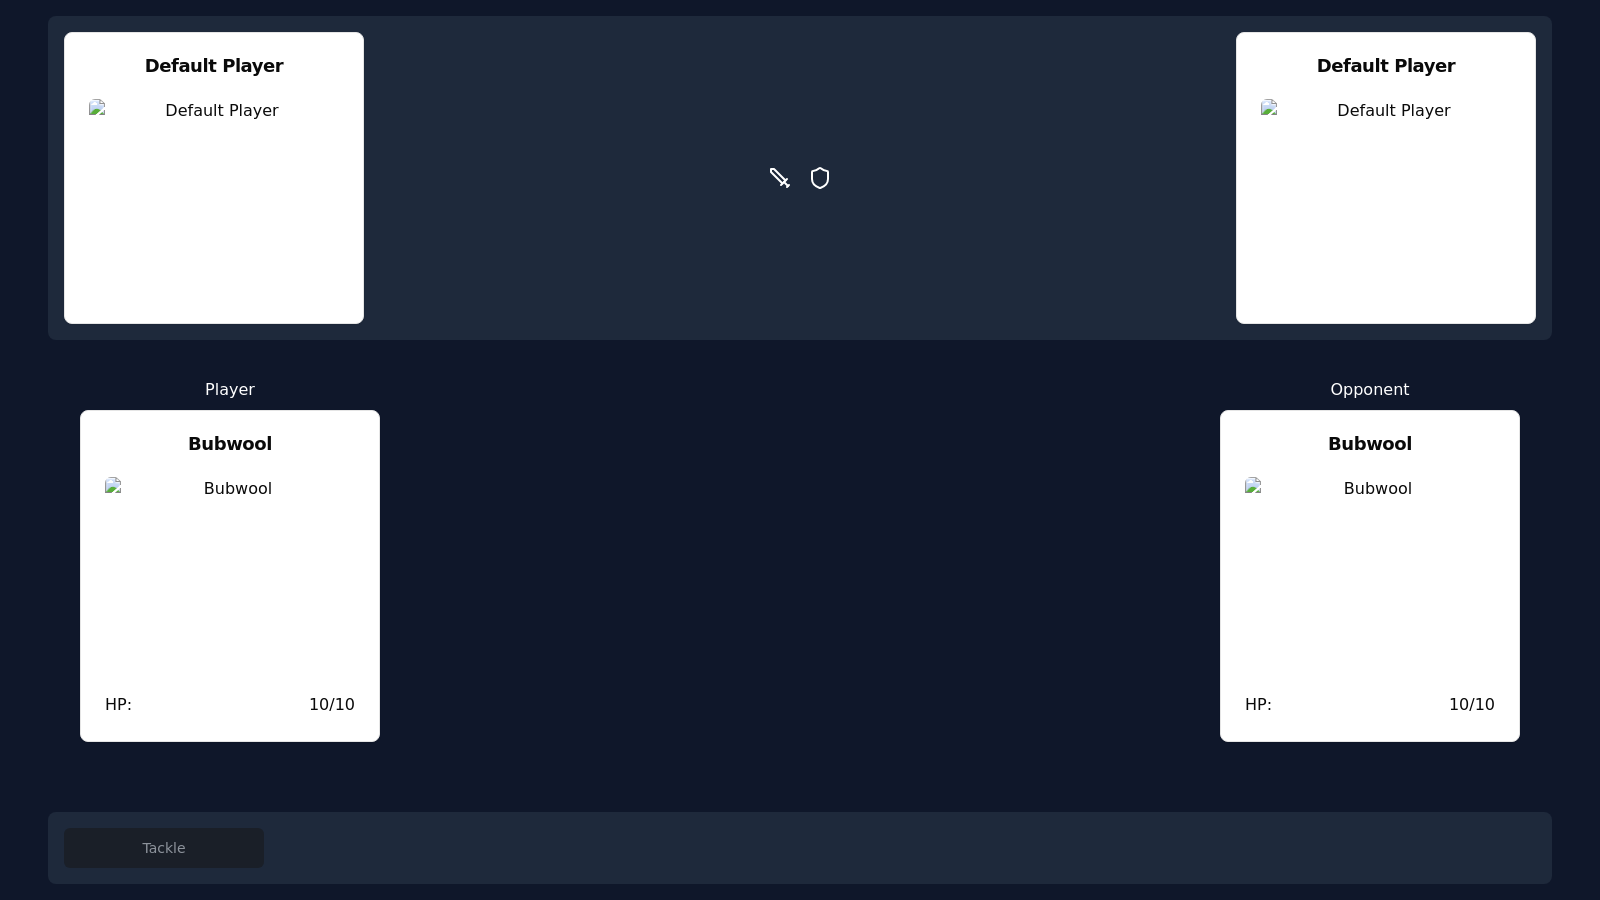 Default Player
Default Player
Default Player
Default Player
Player
Opponent
Bubwool
Bubwool
Bubwool
Bubwool
HP: 10/10
HP: 10/10
Tackle